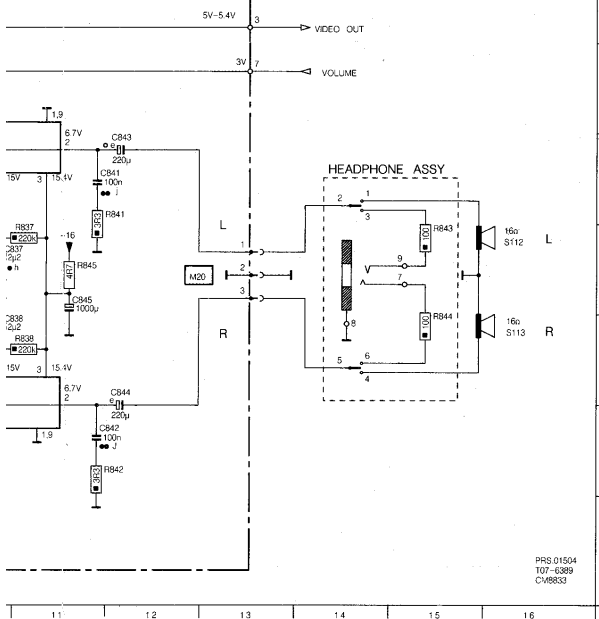 5V-5.4V
3
VIDEO OUT
3V
7
VOLUME
1,9
6.7V
2
e
C843
220µ
15V
3
15.4V
C841
100n
J
HEADPHONE ASSY
2
1
3
R841
3R3
R837
220k
-16
L
R843
100
16Ω
S112
L
C837
2µ2
h
4R7
R845
1
M20
2
9
7
C845
1000µ
3
C838
2µ2
R
8
R844
100
16Ω
S113
R
R838
220k
5
6
4
15V
3
15.4V
6.7V
2
e
C844
220µ
1,9
C842
100n
J
3R3
R842
PRS.01504
T07-6389
CM8833
11
12
13
14
15
16